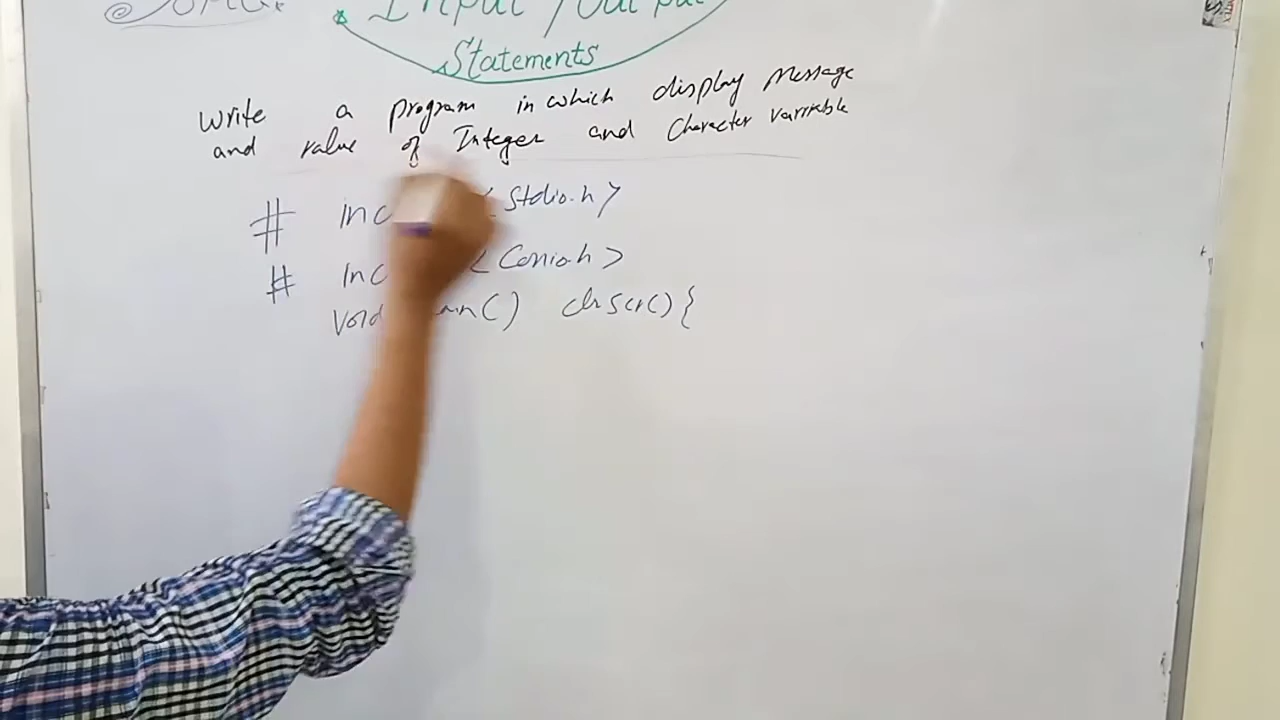 Input/Output
Statements
Write a program in which display Message
and value of Integer and Character variable
# inc < Stdio.h >
# Inc < Conio.h >
void main() clrscr() {